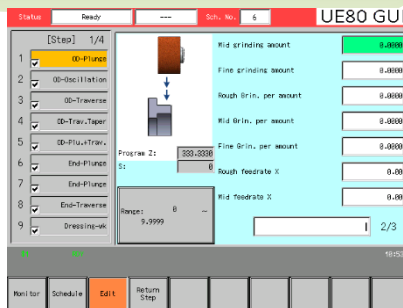 Status Ready --- Sch. No. 6 UE80 GUI
[Step] 1/4
1 OD-Plunge
2 OD-Oscillation
3 OD-Traverse
4 OD-Trav.Taper
5 OD-Plu.+Trav.
6 End-Plunge
7 End-Plunge
8 End-Traverse
9 Dressing-wk
Program Z: 333.3330
S: 0
Range: 0 ~
9.9999
Mid grinding amount 0.0000
Fine grinding amount 0.0000
Rough Grin. per amount 0.0000
Mid Grin. per amount 0.0000
Fine Grin. per amount 0.0000
Rough feedrate X 0.00
Mid feedrate X 0.00
2/3
Monitor Schedule Edit Return Step